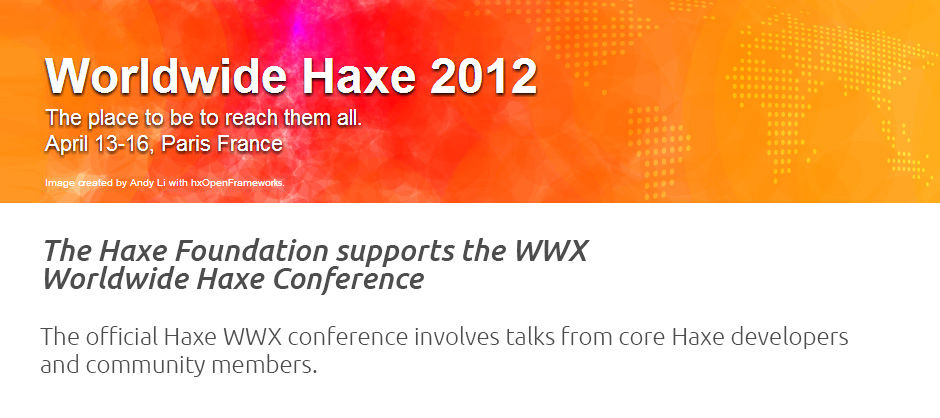 Worldwide Haxe 2012
The place to be to reach them all.
April 13-16, Paris France
Image created by Andy Li with hxOpenFrameworks.
The Haxe Foundation supports the WWX
Worldwide Haxe Conference
The official Haxe WWX conference involves talks from core Haxe developers
and community members.